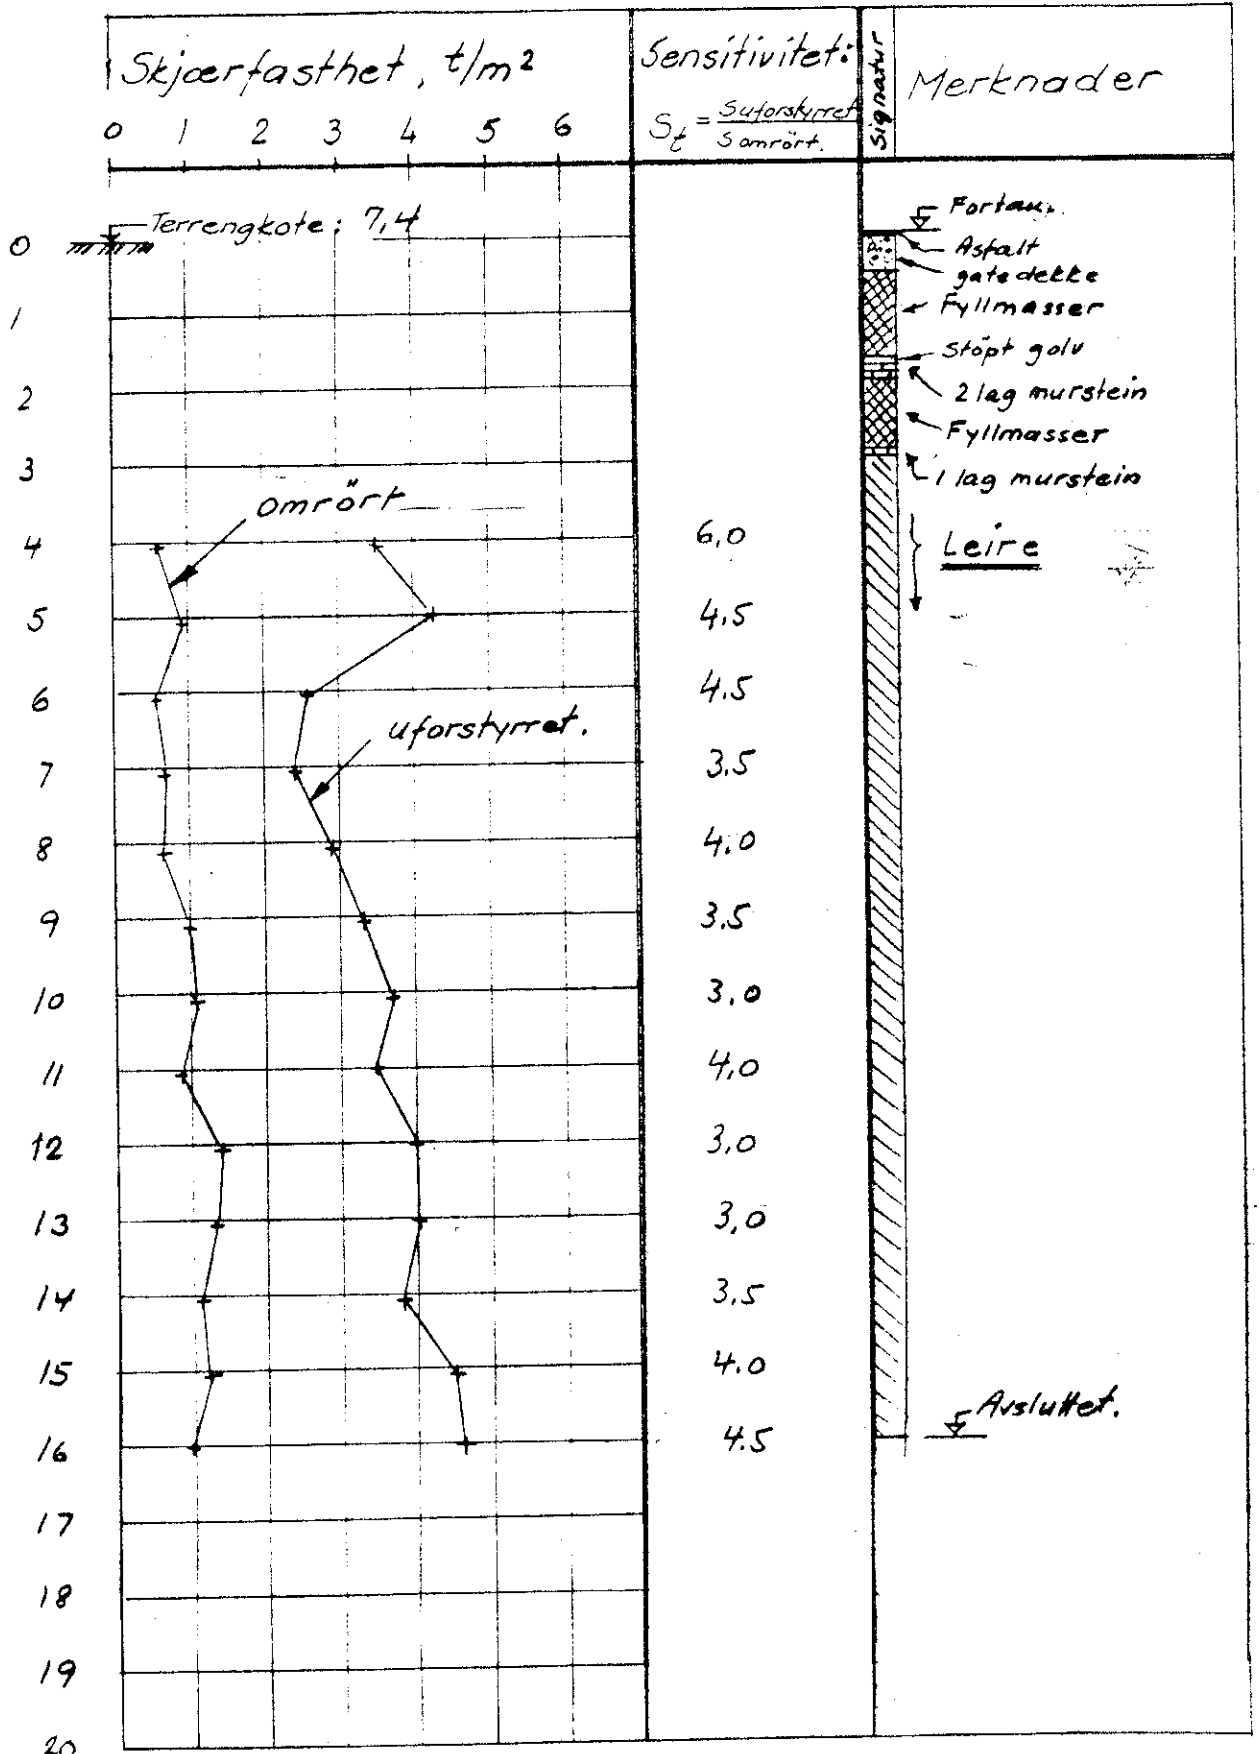 Skjærfasthet, t/m²
0 1 2 3 4 5 6
Sensitivitet:
St = Suforstyrret / Somrört.
Signatur
Merknader
Terrengkote: 7,4
0
1
2
3
4
5
6
7
8
9
10
11
12
13
14
15
16
17
18
19
20
omrört
uforstyrret.
6,0
4.5
4.5
3.5
4.0
3.5
3.0
4,0
3,0
3,0
3.5
4.0
4.5
Fortau.
Asfalt
gatedekke
Fyllmasser
Stöpt golv
2 lag murstein
Fyllmasser
1 lag murstein
Leire
Avsluttet.